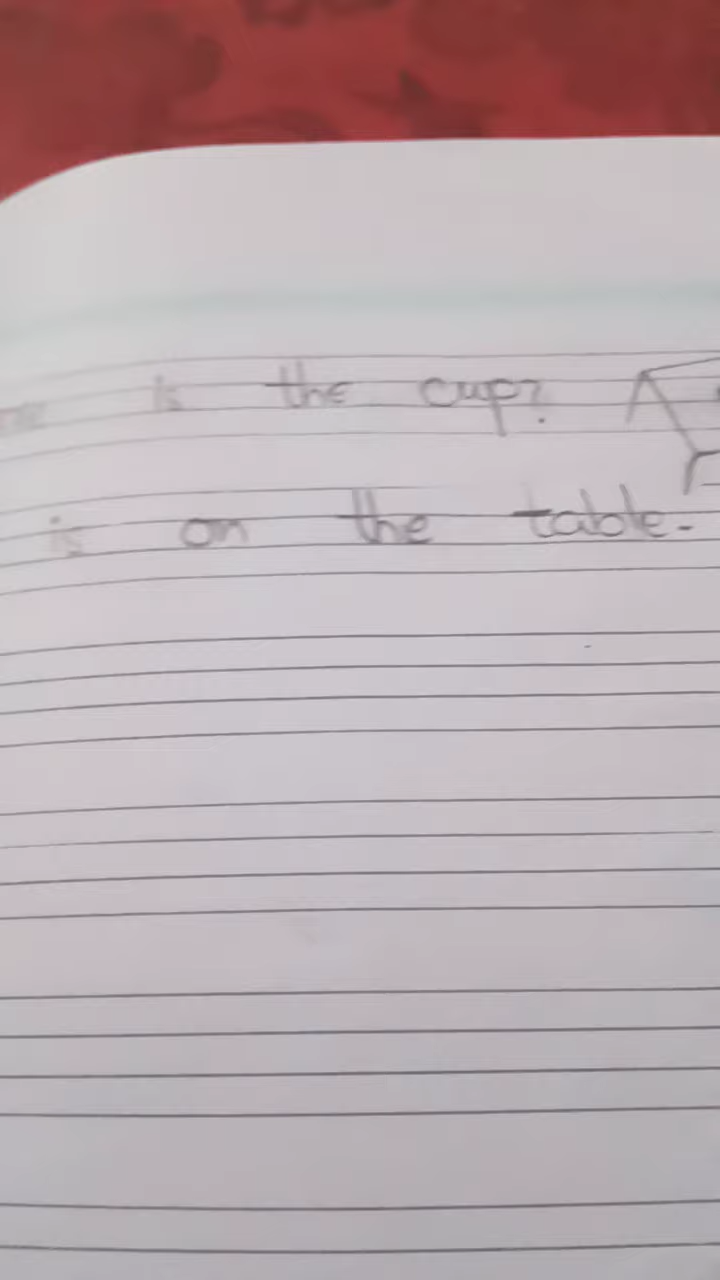 is the cup?
is on the table.